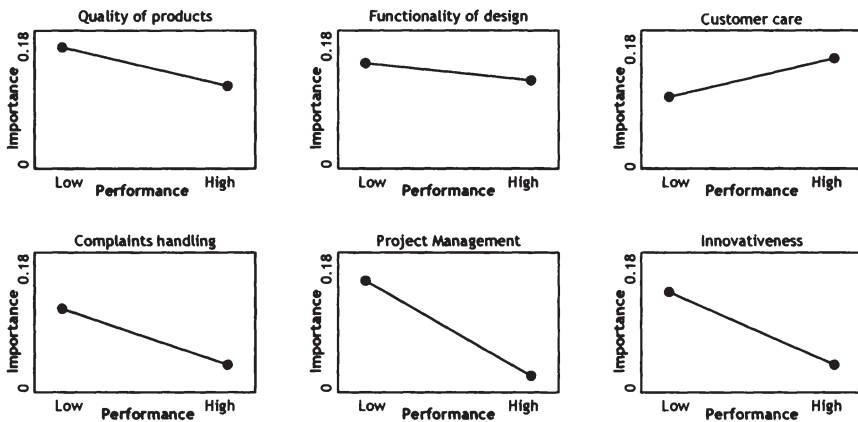 Quality of products
Functionality of design
Customer care
0.18
Importance
0
Low
Performance
High
0.18
Importance
0
Low
Performance
High
0.18
Importance
0
Low
Performance
High
Complaints handling
Project Management
Innovativeness
0.18
Importance
0
Low
Performance
High
0.18
Importance
0
Low
Performance
High
0.18
Importance
0
Low
Performance
High